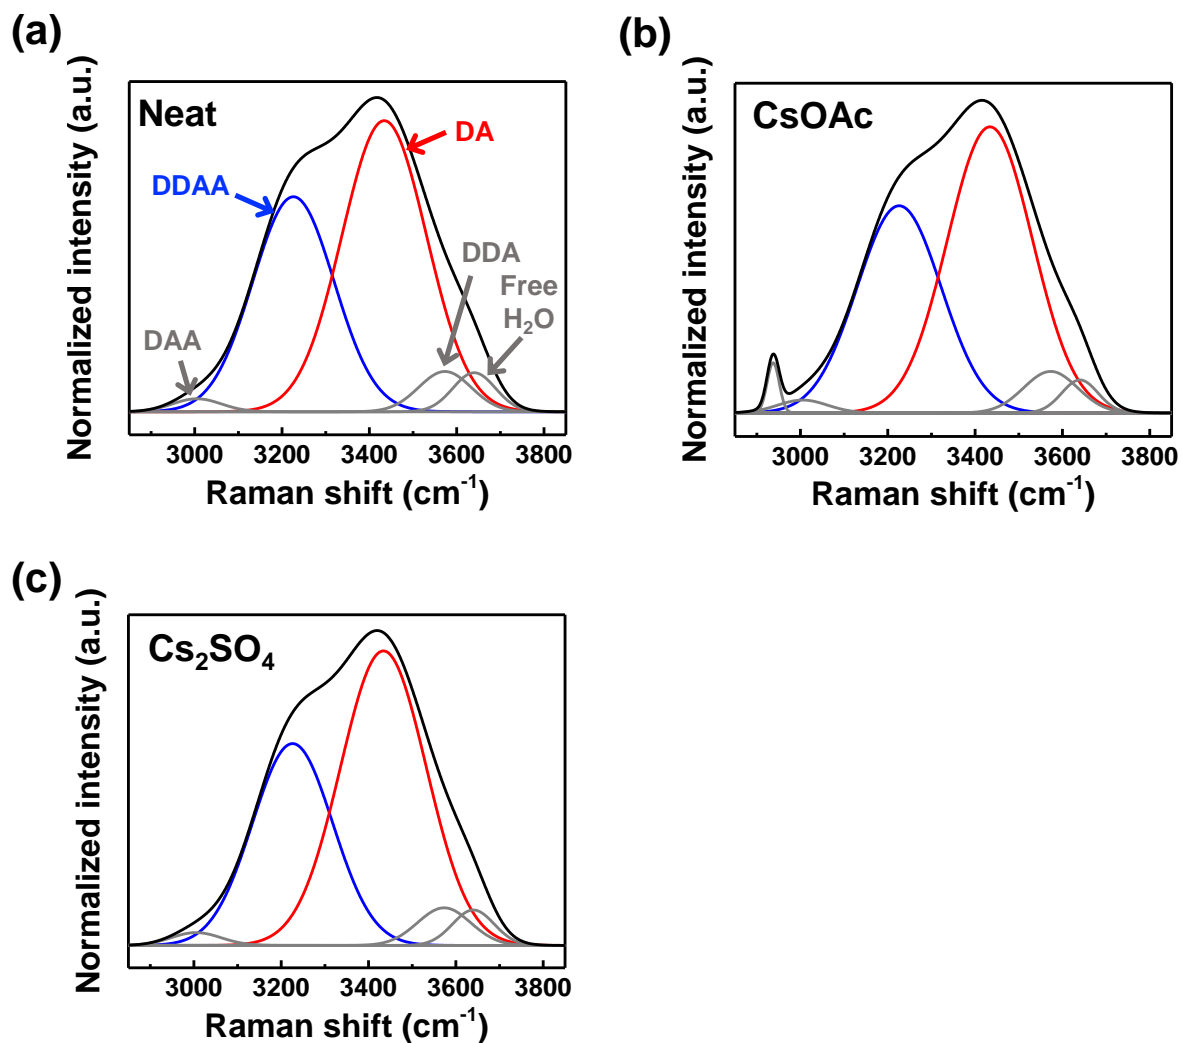 (a)
Normalized intensity (a.u.)
Neat
DA
DDAA
DDA
Free
H₂O
DAA
3000 3200 3400 3600 3800
Raman shift (cm⁻¹)
(b)
Normalized intensity (a.u.)
CsOAc
3000 3200 3400 3600 3800
Raman shift (cm⁻¹)
(c)
Normalized intensity (a.u.)
Cs₂SO₄
3000 3200 3400 3600 3800
Raman shift (cm⁻¹)